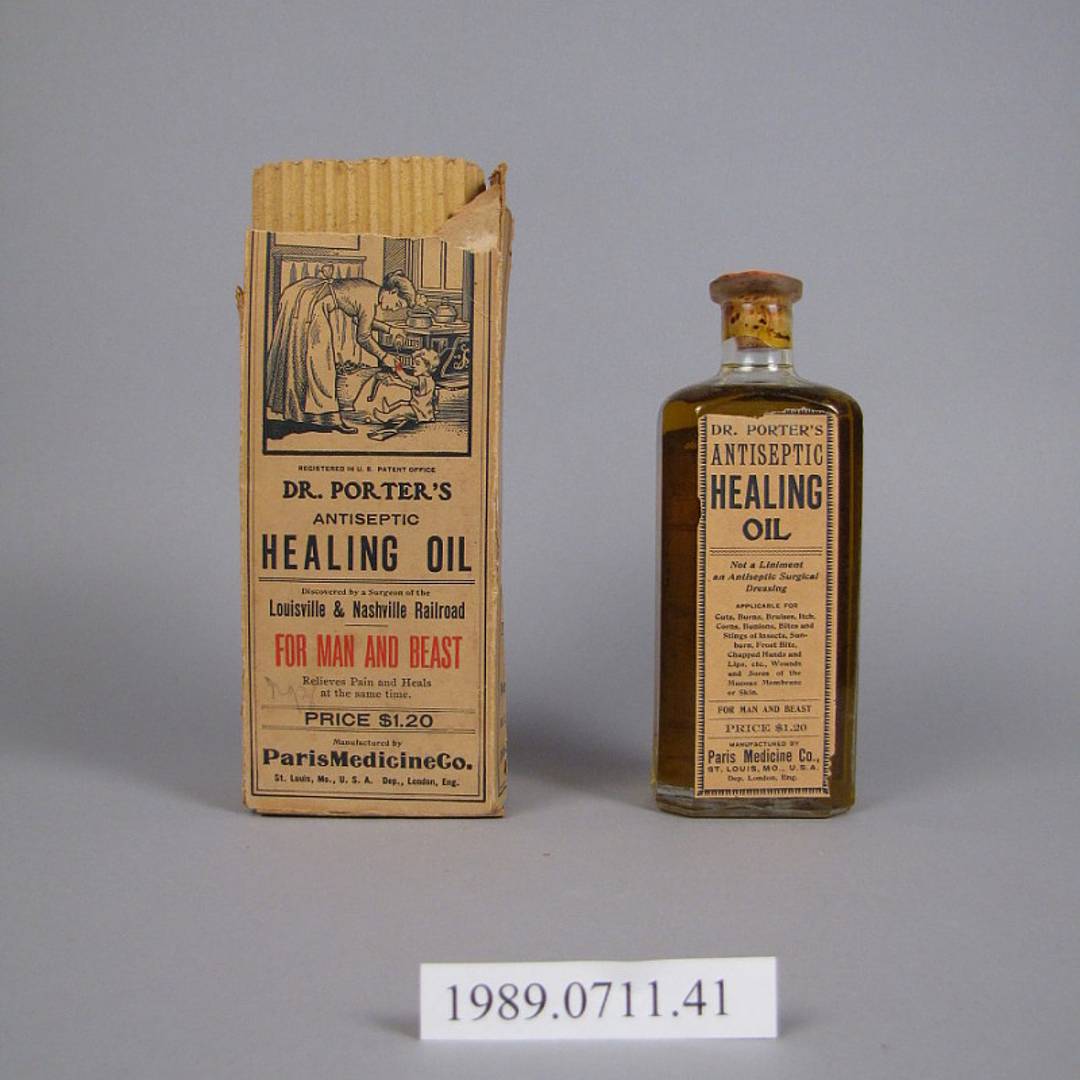 REGISTERED IN U. S. PATENT OFFICE
DR. PORTER'S
ANTISEPTIC
HEALING OIL
Discovered by a Surgeon of the
Louisville & Nashville Railroad
FOR MAN AND BEAST
Relieves Pain and Heals
at the same time.
PRICE $1.20
Manufactured by
Paris Medicine Co.
St. Louis, Mo., U. S. A. Dep., London, Eng.
DR. PORTER'S
ANTISEPTIC
HEALING
OIL
Not a Liniment
an Antiseptic Surgical
Dressing
APPLICABLE FOR
Cuts, Burns, Bruises, Itch,
Corns, Bunions, Bites and
Stings of Insects, Sun-
burn, Frost Bite,
Chapped Hands and
Lips, etc., Wounds
and Sores of the
Mucous Membrane
or Skin.
FOR MAN AND BEAST
PRICE $1.20
MANUFACTURED BY
Paris Medicine Co.,
ST. LOUIS, MO., U.S.A.
Dep. London, Eng.
1989.0711.41